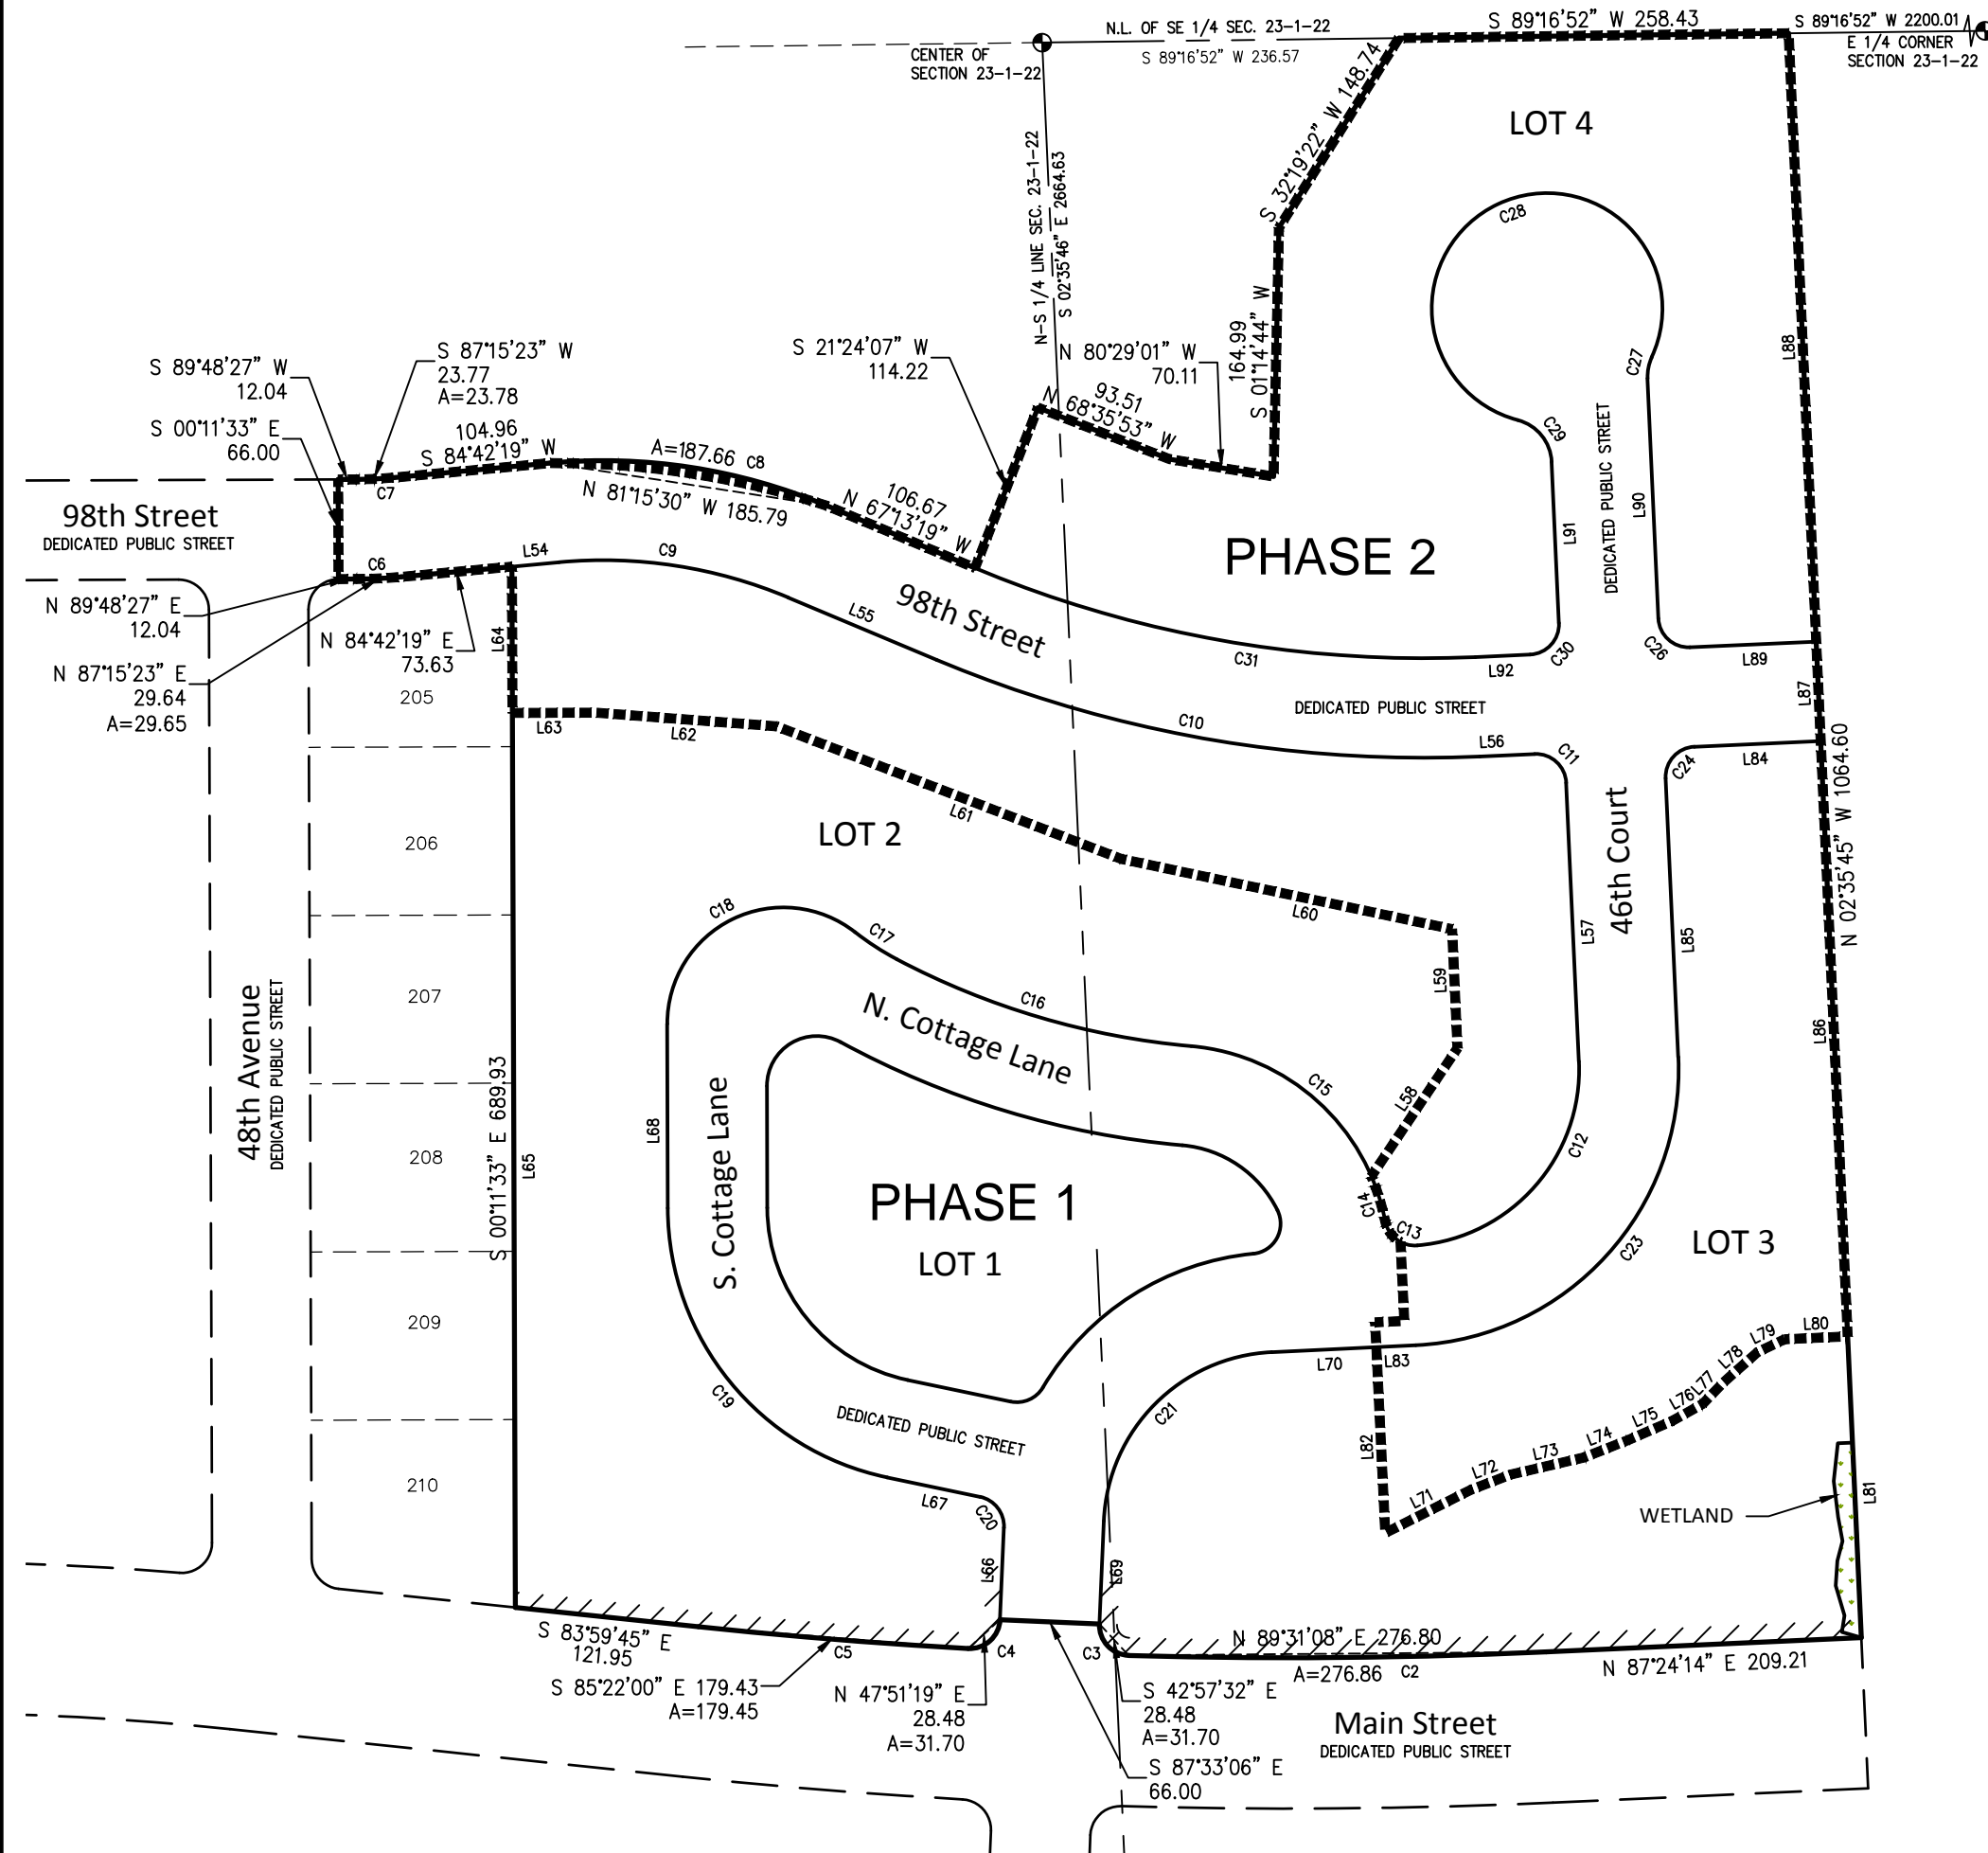 N.L. OF SE 1/4 SEC. 23-1-22
S 89°16'52" W 236.57
S 89°16'52" W 258.43
S 89°16'52" W 2200.01
E 1/4 CORNER
SECTION 23-1-22
CENTER OF
SECTION 23-1-22
S 32°19'22" W 148.74
LOT 4
N-S 1/4 LINE SEC. 23-1-22
S 02°35'46" E 2664.63
C28
164.99
S 01°14'44" W
S 89°48'27" W
12.04
S 87°15'23" W
23.77
A=23.78
S 21°24'07" W
114.22
N 80°29'01" W
70.11
C27
L88
S 00°11'33" E
66.00
104.96
S 84°42'19" W
A=187.66
C8
93.51
N 68°35'53" W
C29
C7
N 81°15'30" W 185.79
106.67
N 67°13'19" W
98th Street
DEDICATED PUBLIC STREET
C6
L54
C9
PHASE 2
L91
L90
DEDICATED PUBLIC STREET
N 89°48'27" E
12.04
N 84°42'19" E
73.63
L64
L55
98th Street
C31
L92
C30
C26
L89
N 87°15'23" E
29.64
A=29.65
205
L63
L62
C10
DEDICATED PUBLIC STREET
L87
L56
C11
C24
L84
N 02°35'45" W 1064.60
L61
LOT 2
206
46th Court
L60
L57
L85
C18
C17
L59
207
48th Avenue
DEDICATED PUBLIC STREET
C16
N. Cottage Lane
L86
S 00°11'33" E 689.93
L65
L68
S. Cottage Lane
C15
L58
208
C12
PHASE 1
LOT 1
C14
C13
LOT 3
C23
209
L70
L83
L80
L79
L78
L77
L76
L75
L74
L73
L72
L71
C19
C21
DEDICATED PUBLIC STREET
L82
210
L67
C20
WETLAND
L81
L66
L69
S 83°59'45" E
121.95
C5
C4
C3
N 89°31'08" E 276.80
A=276.86
C2
N 87°24'14" E 209.21
S 85°22'00" E 179.43
A=179.45
N 47°51'19" E
28.48
A=31.70
S 42°57'32" E
28.48
A=31.70
S 87°33'06" E
66.00
Main Street
DEDICATED PUBLIC STREET